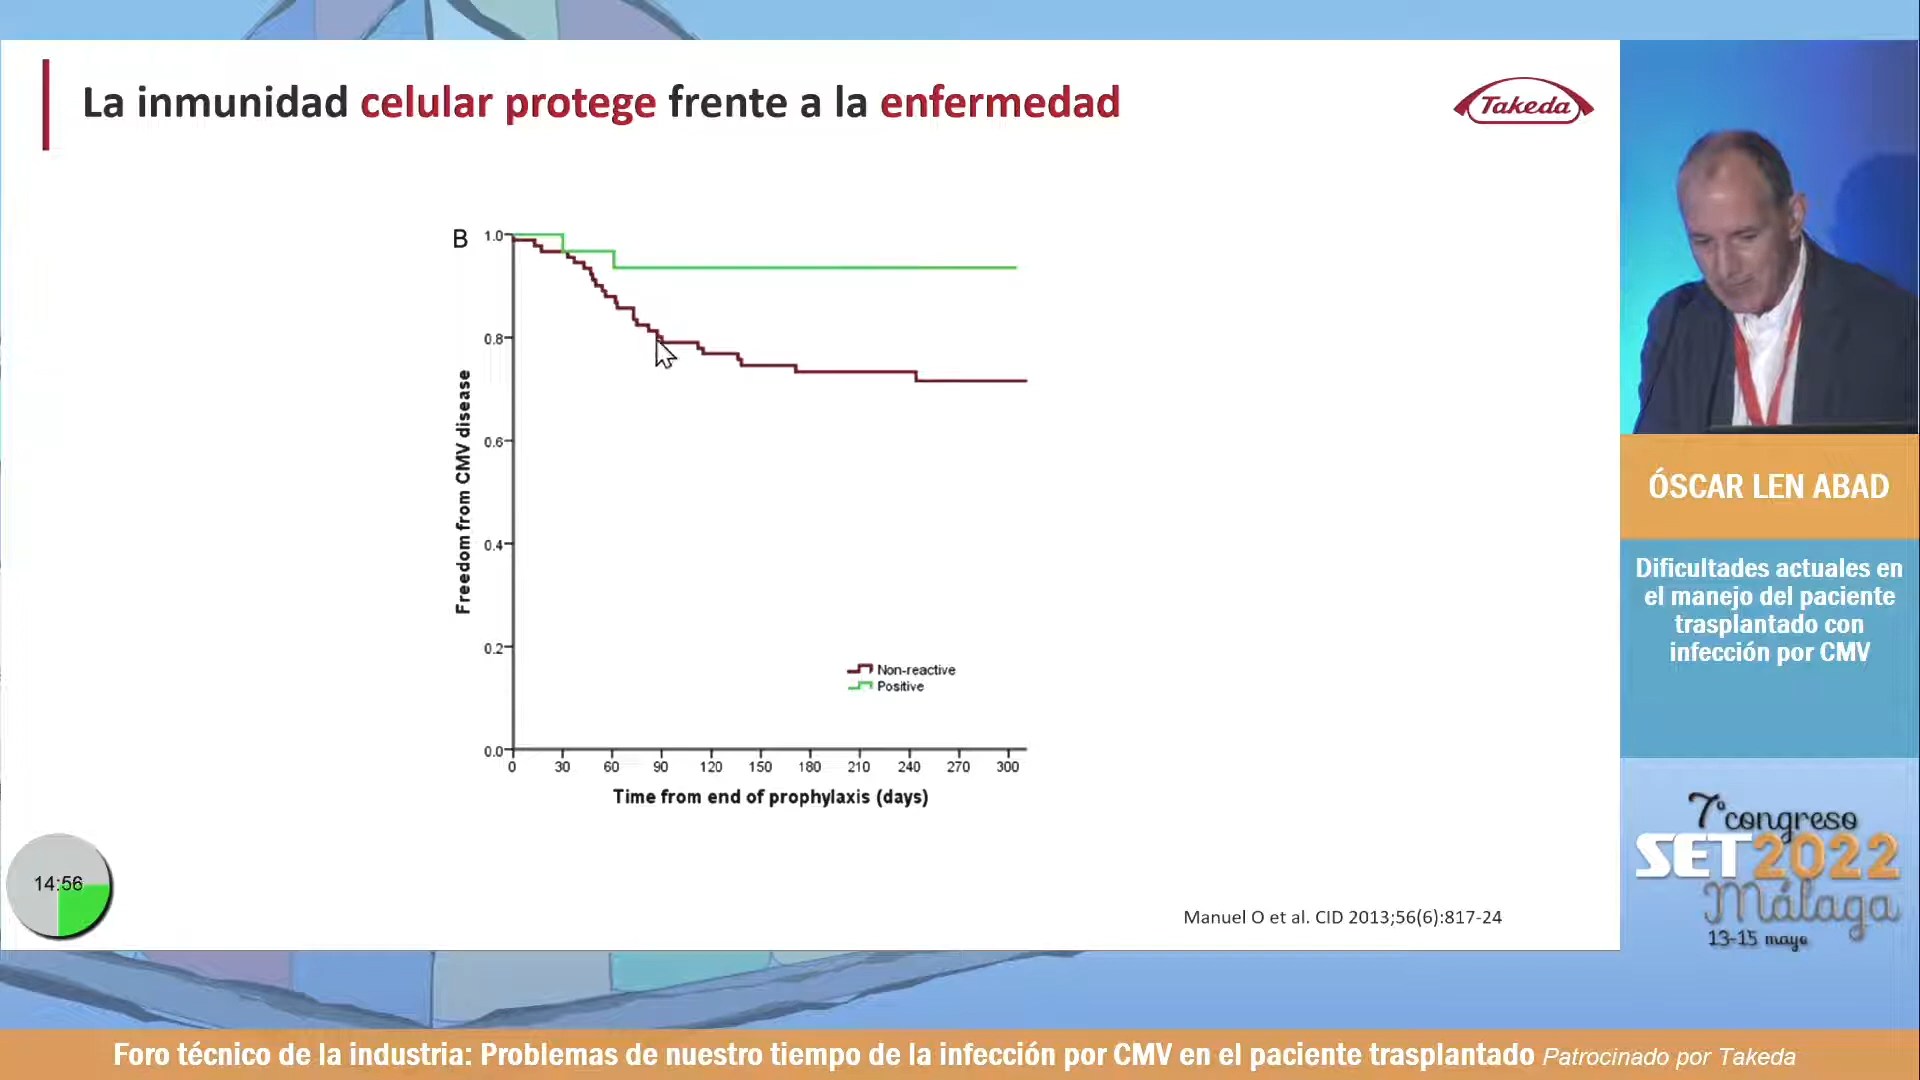 La inmunidad celular protege frente a la enfermedad
Takeda
B
1.0
0.8
0.6
0.4
0.2
0.0
Freedom from CMV disease
Non-reactive
Positive
0 30 60 90 120 150 180 210 240 270 300
Time from end of prophylaxis (days)
14:56
Manuel O et al. CID 2013;56(6):817-24
ÓSCAR LEN ABAD
Dificultades actuales en
el manejo del paciente
trasplantado con
infección por CMV
7º congreso
SET2022
Málaga
13-15 mayo
Foro técnico de la industria: Problemas de nuestro tiempo de la infección por CMV en el paciente trasplantado Patrocinado por Takeda